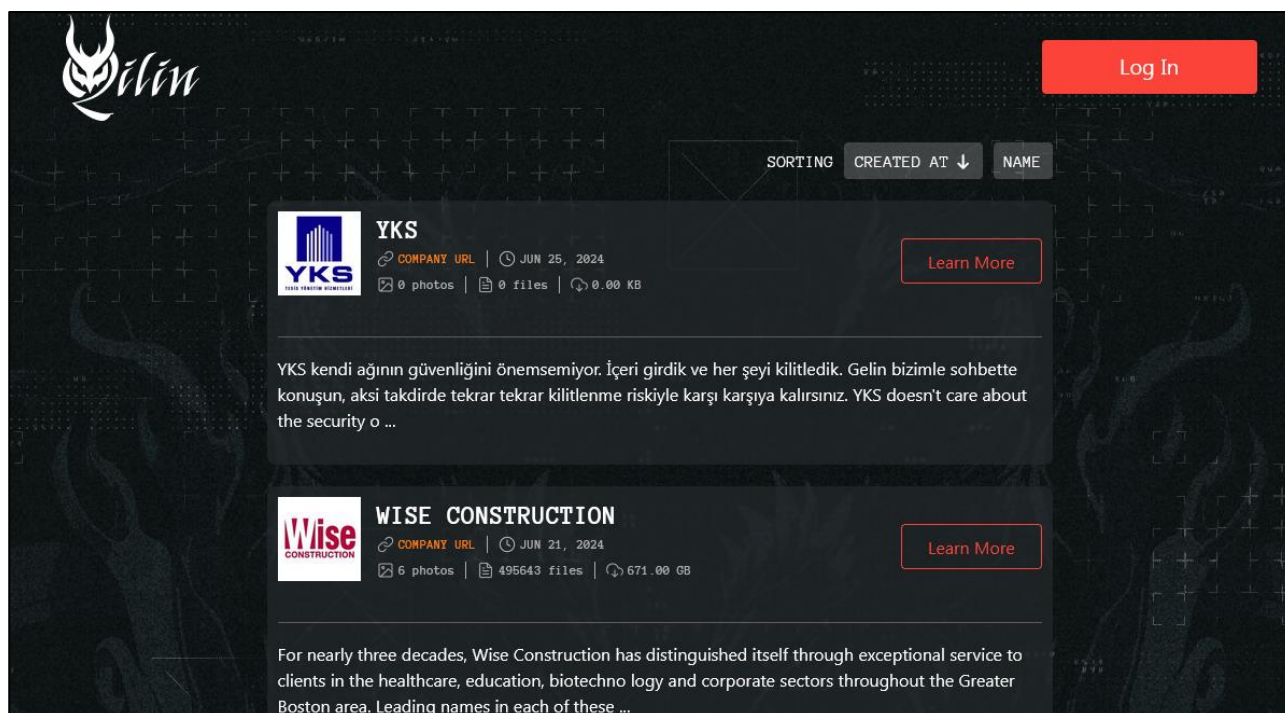 Qilin
Log In
SORTING CREATED AT ↓ NAME
YKS
COMPANY URL | JUN 25, 2024
0 photos | 0 files | 0.00 KB
Learn More
YKS
TESİS YÖNETİM HİZMETLERİ
YKS kendi ağının güvenliğini önemsemiyor. İçeri girdik ve her şeyi kilitledik. Gelin bizimle sohbette
konuşun, aksi takdirde tekrar tekrar kilitlenme riskiyle karşı karşıya kalırsınız. YKS doesn't care about
the security o ...
WISE CONSTRUCTION
COMPANY URL | JUN 21, 2024
6 photos | 495643 files | 671.00 GB
Learn More
Wise
CONSTRUCTION
For nearly three decades, Wise Construction has distinguished itself through exceptional service to
clients in the healthcare, education, biotechno logy and corporate sectors throughout the Greater
Boston area. Leading names in each of these ...